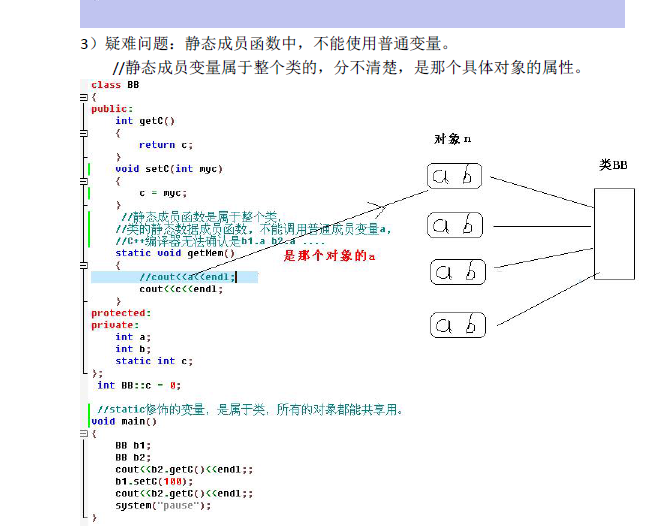 3）疑难问题：静态成员函数中，不能使用普通变量。
//静态成员变量属于整个类的，分不清楚，是那个具体对象的属性。
class BB
{
public:
int getC()
{
return c;
}
void setC(int myc)
{
c = myc;
}
//静态成员函数是属于整个类,
//类的静态数据成员函数，不能调用普通成员变量a,
//C++编译器无法确认是b1.a b2.a ....
static void getMem()
{
//cout<<a<<endl;
cout<<c<<endl;
}
protected:
private:
int a;
int b;
static int c;
};
int BB::c = 0;
//static修饰的变量，是属于类，所有的对象都能共享用。
void main()
{
BB b1;
BB b2;
cout<<b2.getC()<<endl;;
b1.setC(100);
cout<<b2.getC()<<endl;;
system("pause");
}
是那个对象的a
对象n
a b
a b
a b
a b
类BB